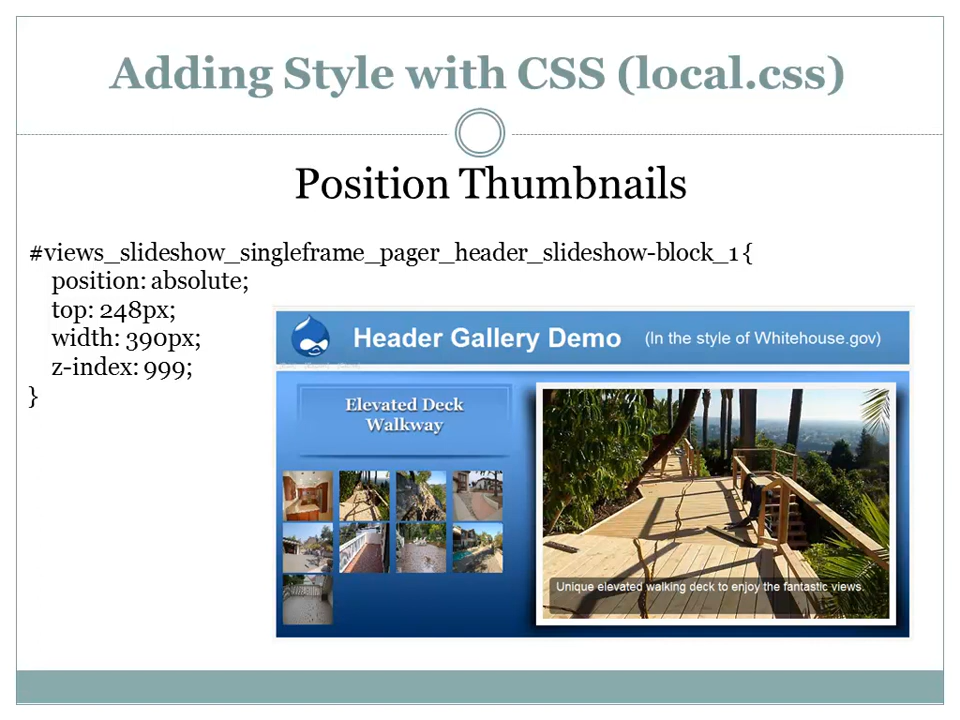 Adding Style with CSS (local.css)
Position Thumbnails
#views_slideshow_singleframe_pager_header_slideshow-block_1 {
position: absolute;
top: 248px;
width: 390px;
z-index: 999;
}
Header Gallery Demo (In the style of Whitehouse.gov)
Elevated Deck
Walkway
Unique elevated walking deck to enjoy the fantastic views.